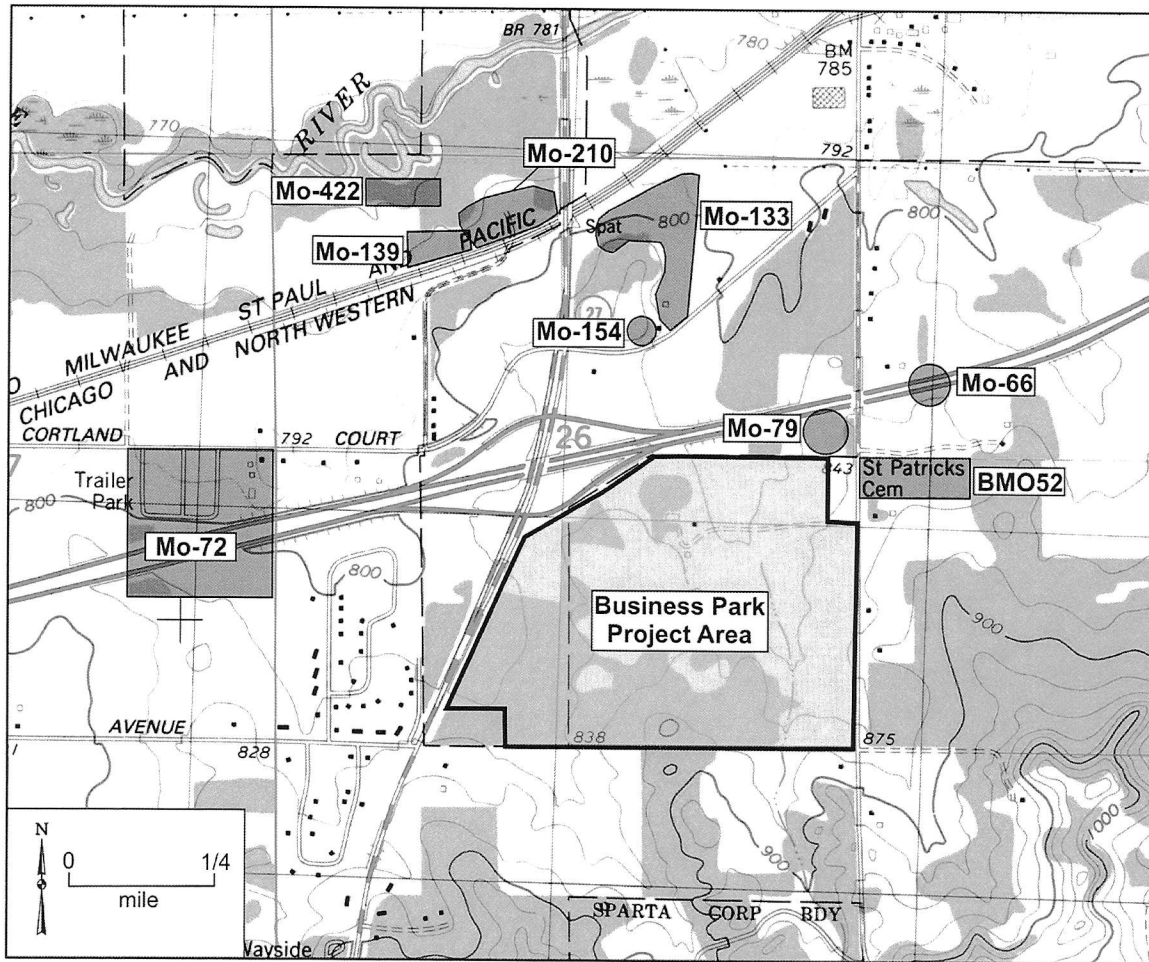 BR 781
780
BM
785
RIVER
770
792
Mo-210
Mo-422
800
Mo-133
PACIFIC
Spat
800
Mo-139
AND
ST PAUL
MILWAUKEE
NORTH WESTERN
AND
CHICAGO
27
Mo-154
Mo-66
Mo-79
CORTLAND
792
COURT
26
843
St Patricks
Cem
BMO52
Trailer
Park
800
Mo-72
800
Business Park
Project Area
900
AVENUE
828
838
875
N
0
1/4
mile
900
1000
SPARTA CORP BDY
Wayside